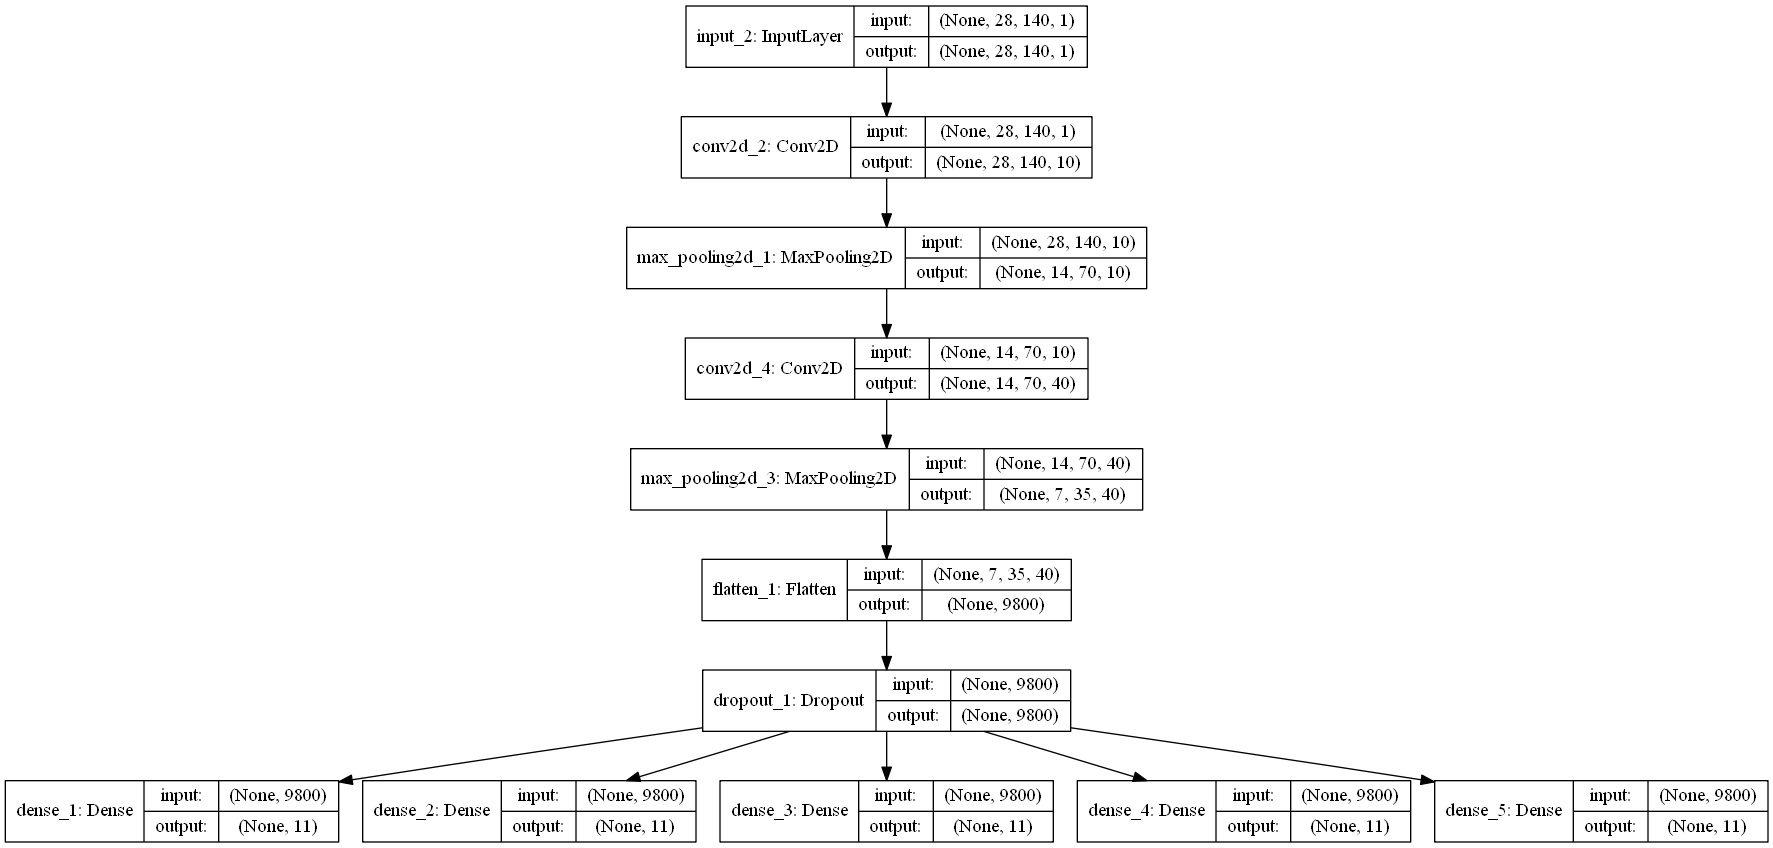 input_2: InputLayer
input: (None, 28, 140, 1)
output: (None, 28, 140, 1)
conv2d_2: Conv2D
input: (None, 28, 140, 1)
output: (None, 28, 140, 10)
max_pooling2d_1: MaxPooling2D
input: (None, 28, 140, 10)
output: (None, 14, 70, 10)
conv2d_4: Conv2D
input: (None, 14, 70, 10)
output: (None, 14, 70, 40)
max_pooling2d_3: MaxPooling2D
input: (None, 14, 70, 40)
output: (None, 7, 35, 40)
flatten_1: Flatten
input: (None, 7, 35, 40)
output: (None, 9800)
dropout_1: Dropout
input: (None, 9800)
output: (None, 9800)
dense_1: Dense
input: (None, 9800)
output: (None, 11)
dense_2: Dense
input: (None, 9800)
output: (None, 11)
dense_3: Dense
input: (None, 9800)
output: (None, 11)
dense_4: Dense
input: (None, 9800)
output: (None, 11)
dense_5: Dense
input: (None, 9800)
output: (None, 11)